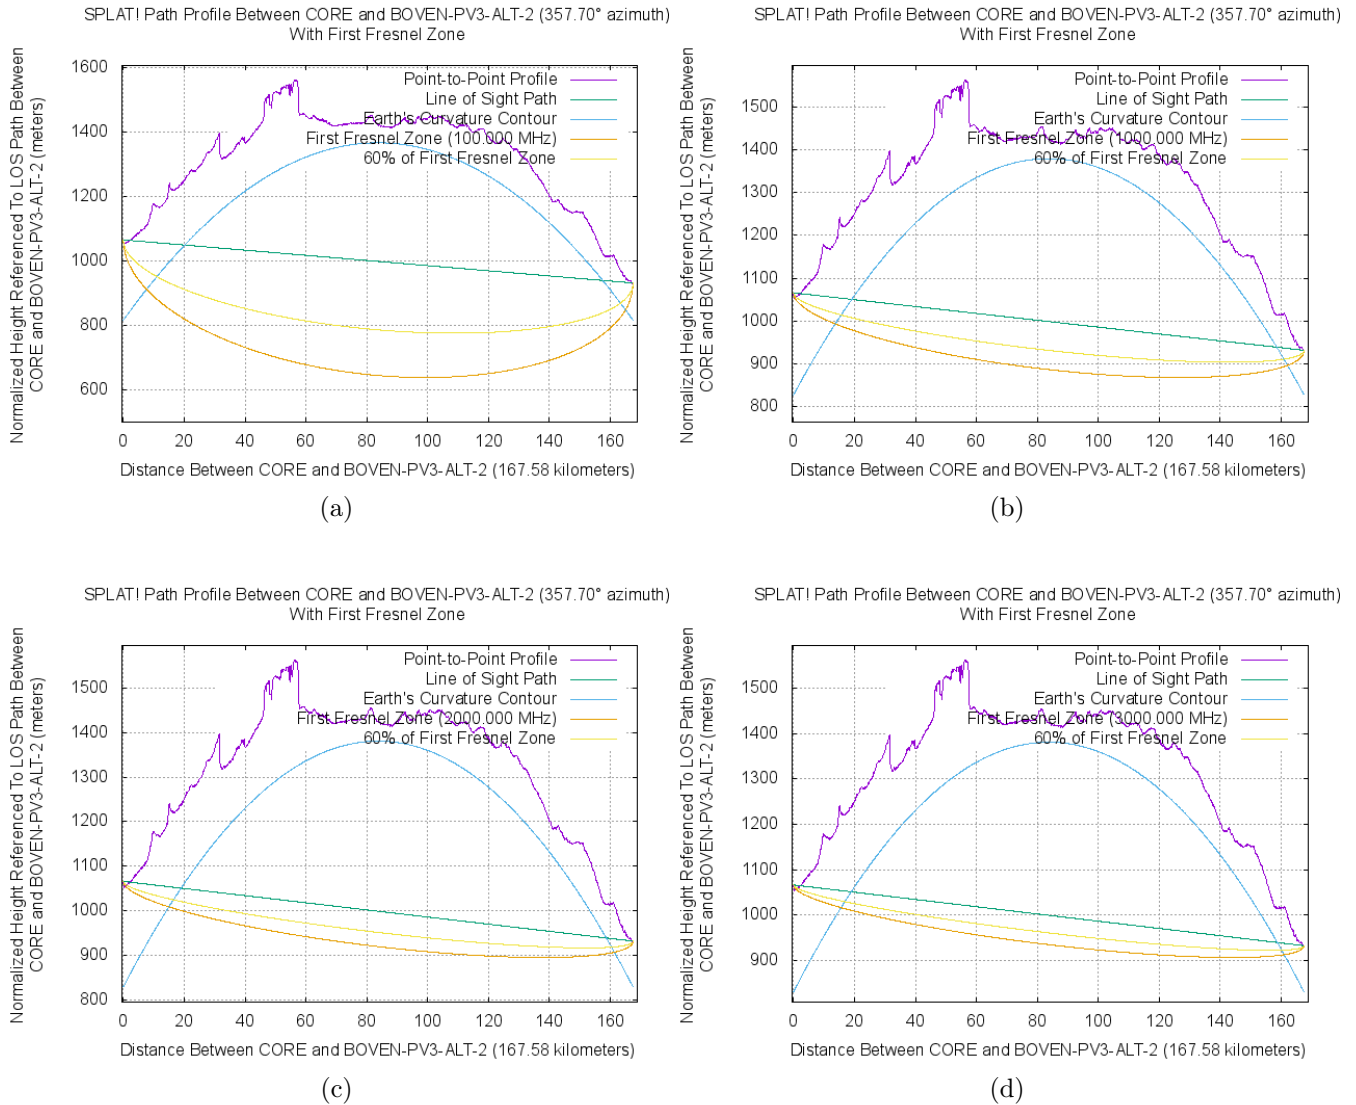 SPLAT! Path Profile Between CORE and BOVEN-PV3-ALT-2 (357.70° azimuth)
With First Fresnel Zone
Normalized Height Referenced To LOS Path Between
CORE and BOVEN-PV3-ALT-2 (meters)
1600
1400
1200
1000
800
600
Point-to-Point Profile
Line of Sight Path
Earth's Curvature Contour
First Fresnel Zone (100.000 MHz)
60% of First Fresnel Zone
0 20 40 60 80 100 120 140 160
Distance Between CORE and BOVEN-PV3-ALT-2 (167.58 kilometers)
(a)
SPLAT! Path Profile Between CORE and BOVEN-PV3-ALT-2 (357.70° azimuth)
With First Fresnel Zone
Normalized Height Referenced To LOS Path Between
CORE and BOVEN-PV3-ALT-2 (meters)
1500
1400
1300
1200
1100
1000
900
800
Point-to-Point Profile
Line of Sight Path
Earth's Curvature Contour
First Fresnel Zone (1000.000 MHz)
60% of First Fresnel Zone
0 20 40 60 80 100 120 140 160
Distance Between CORE and BOVEN-PV3-ALT-2 (167.58 kilometers)
(b)
SPLAT! Path Profile Between CORE and BOVEN-PV3-ALT-2 (357.70° azimuth)
With First Fresnel Zone
Normalized Height Referenced To LOS Path Between
CORE and BOVEN-PV3-ALT-2 (meters)
1500
1400
1300
1200
1100
1000
900
800
Point-to-Point Profile
Line of Sight Path
Earth's Curvature Contour
First Fresnel Zone (2000.000 MHz)
60% of First Fresnel Zone
0 20 40 60 80 100 120 140 160
Distance Between CORE and BOVEN-PV3-ALT-2 (167.58 kilometers)
(c)
SPLAT! Path Profile Between CORE and BOVEN-PV3-ALT-2 (357.70° azimuth)
With First Fresnel Zone
Normalized Height Referenced To LOS Path Between
CORE and BOVEN-PV3-ALT-2 (meters)
1500
1400
1300
1200
1100
1000
900
Point-to-Point Profile
Line of Sight Path
Earth's Curvature Contour
First Fresnel Zone (3000.000 MHz)
60% of First Fresnel Zone
0 20 40 60 80 100 120 140 160
Distance Between CORE and BOVEN-PV3-ALT-2 (167.58 kilometers)
(d)